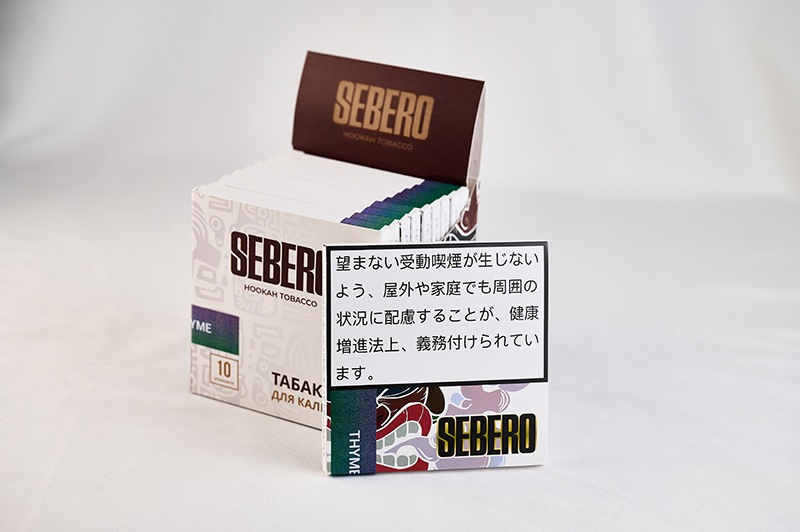 SEBERO
HOOKAH TOBACCO
SEBERO
HOOKAH TOBACCO
YME
10
ТАБАК
ДЛЯ КАЛ
望まない受動喫煙が生じない
よう、屋外や家庭でも周囲の
状況に配慮することが、健康
増進法上、義務付けられてい
ます。
THYME
SEBERO